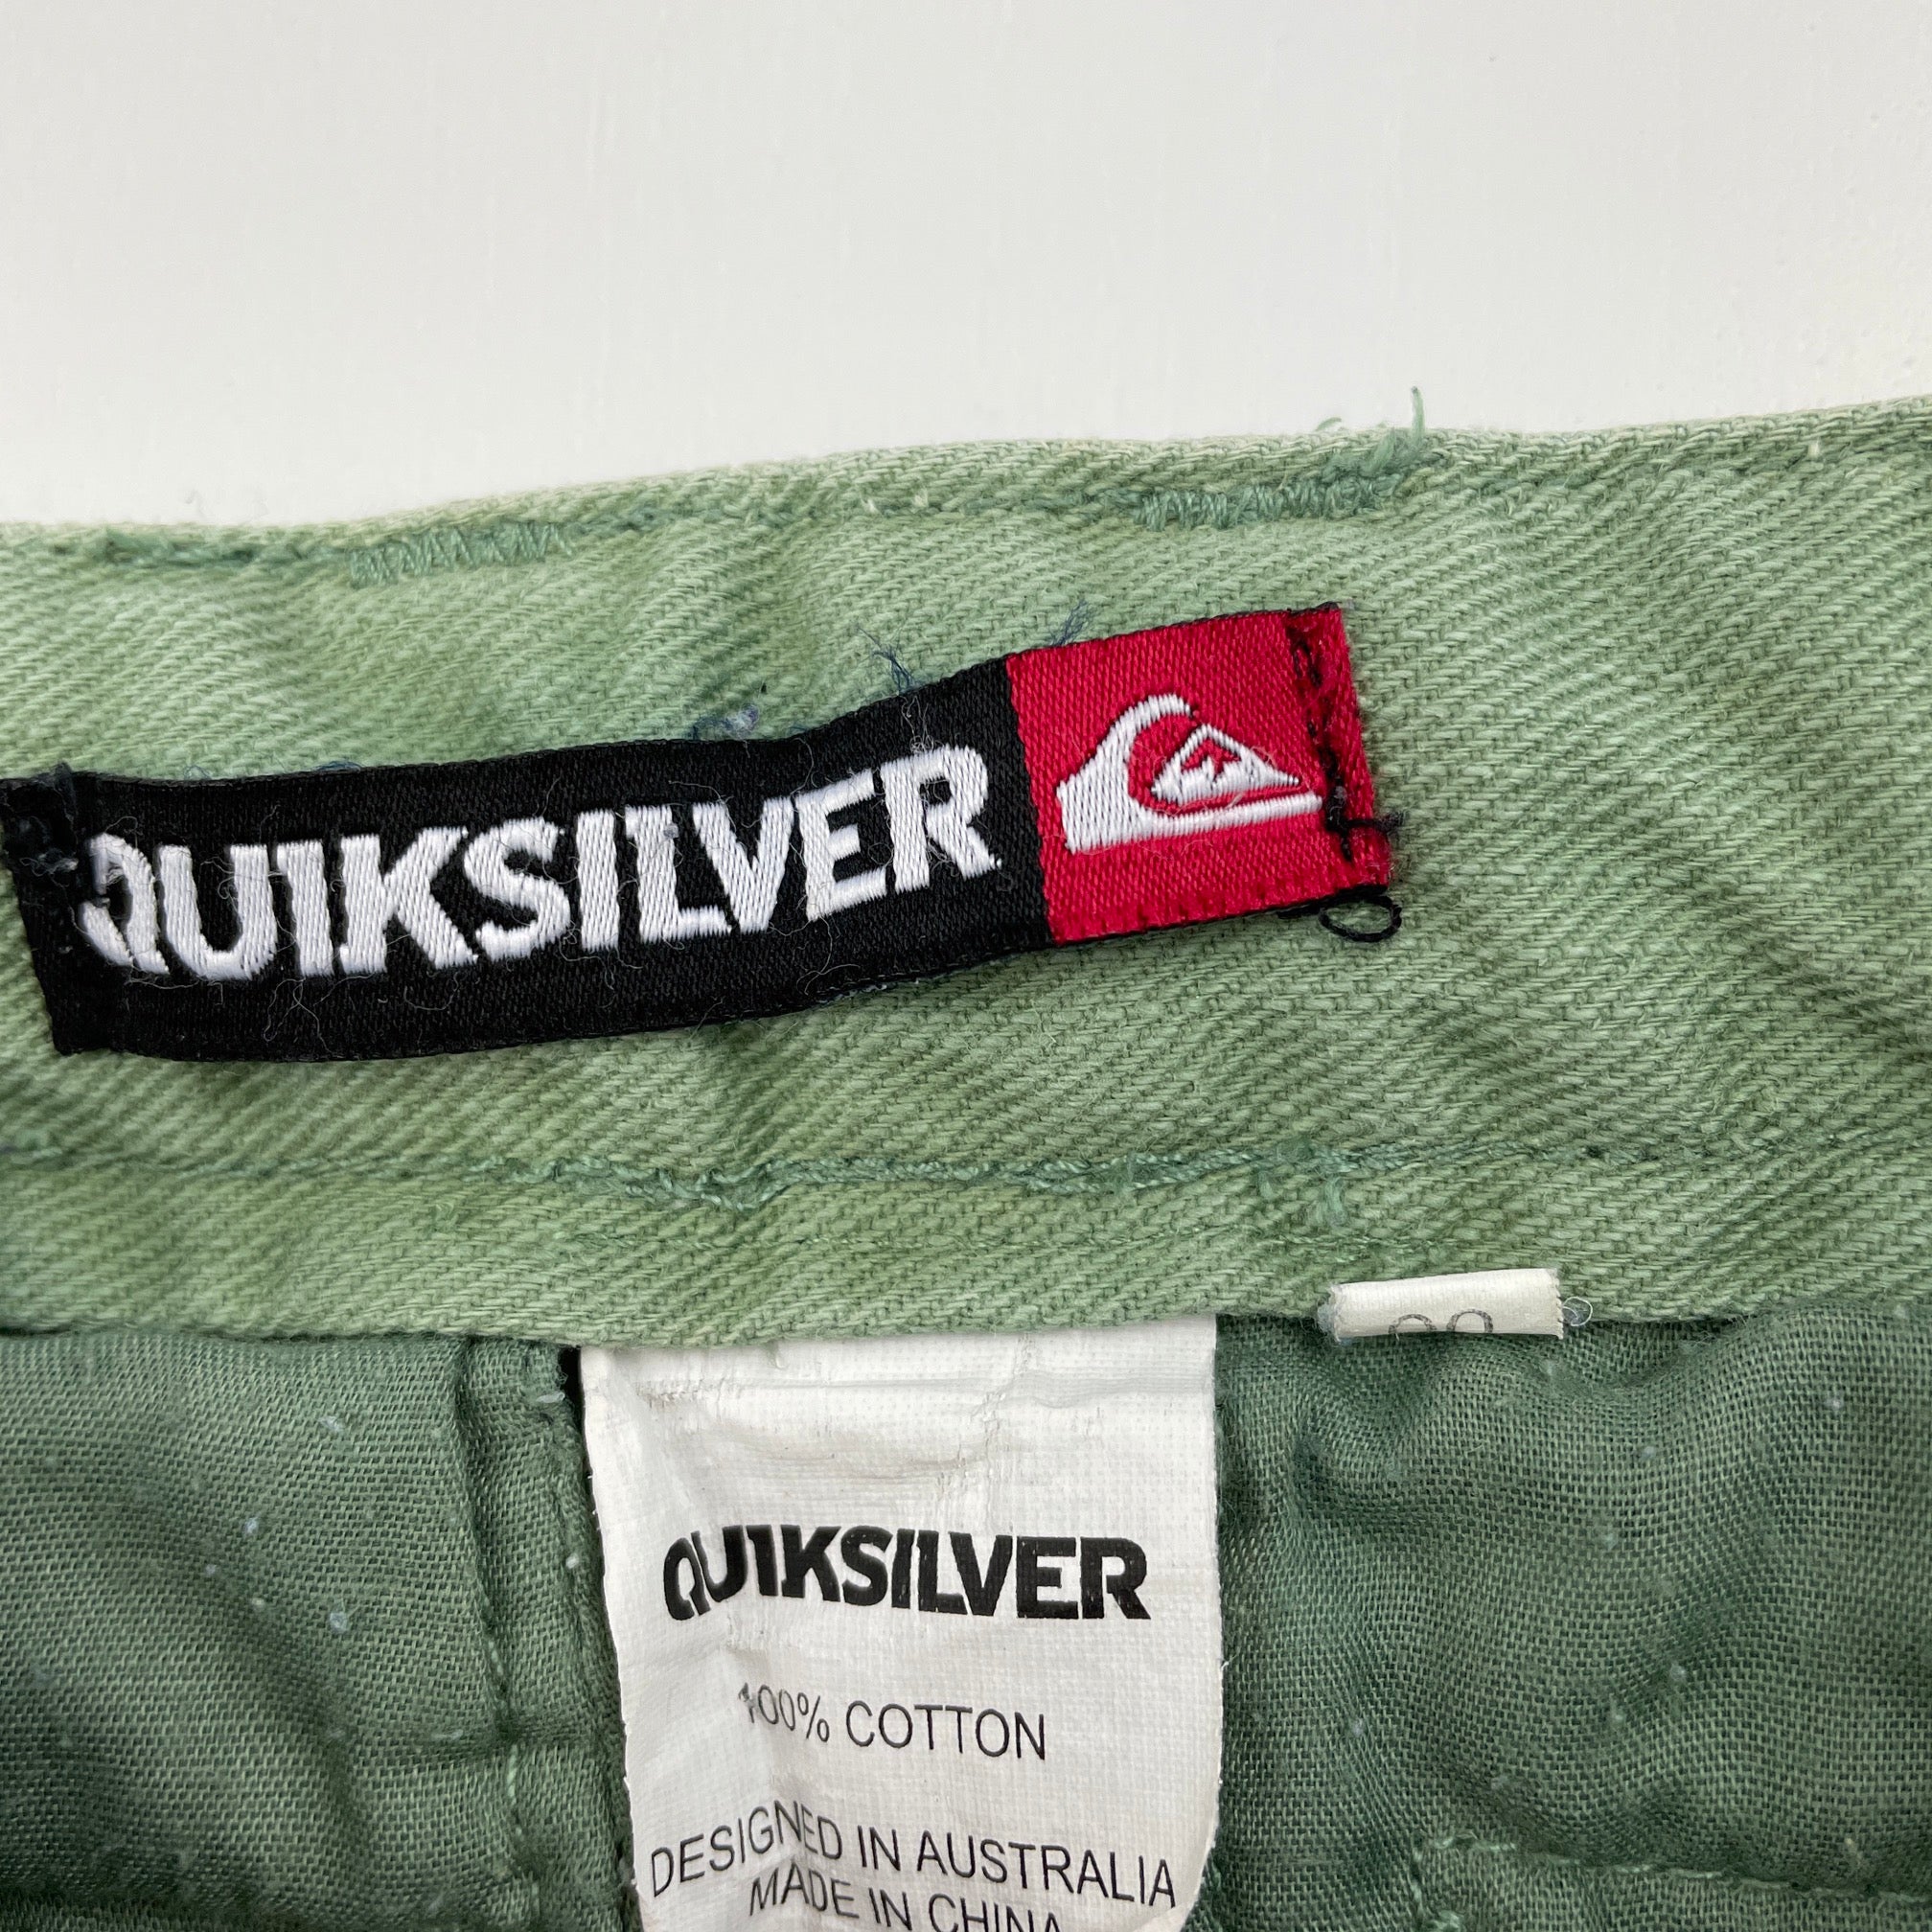 QUIKSILVER
QUIKSILVER
100% COTTON
DESIGNED IN AUSTRALIA
MADE IN CHINA